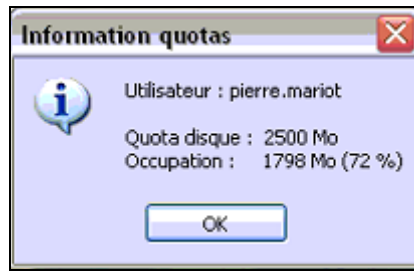 Information quotas
Utilisateur : pierre.mariot
Quota disque : 2500 Mo
Occupation : 1798 Mo (72 %)
OK